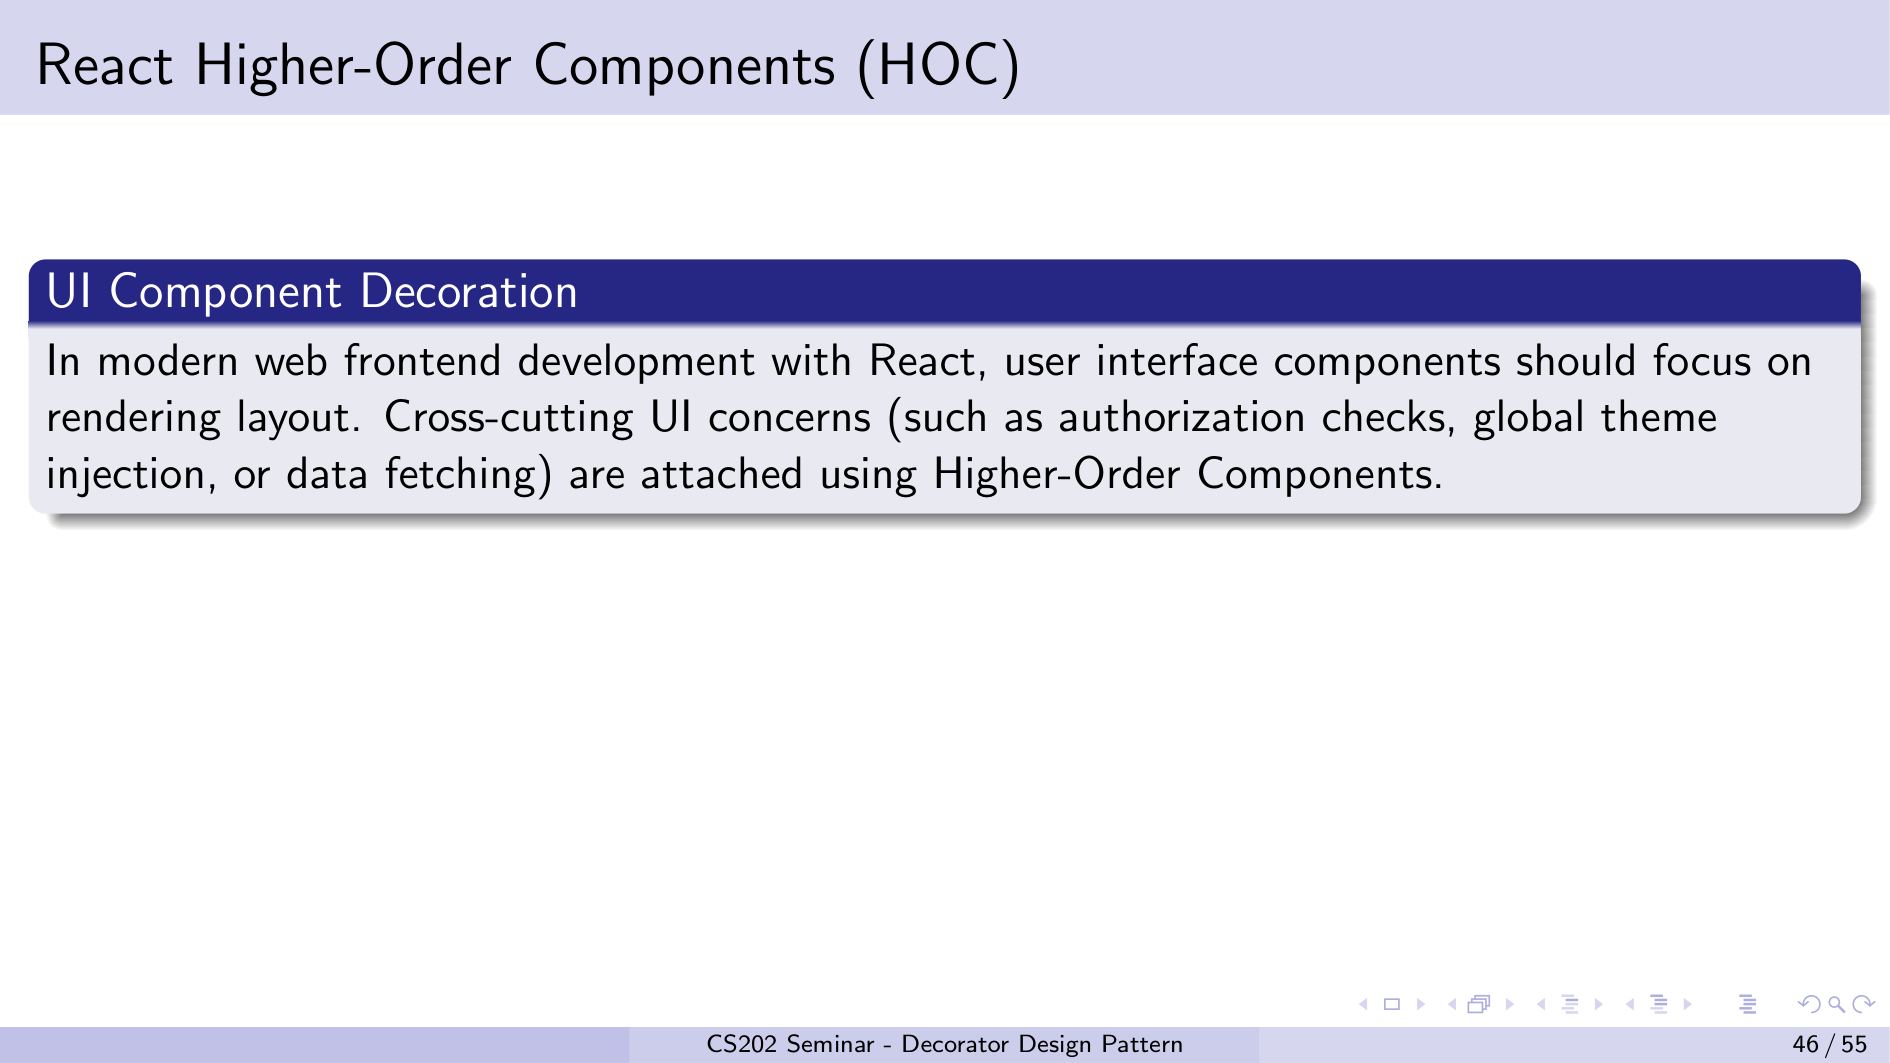 React Higher-Order Components (HOC)
UI Component Decoration
In modern web frontend development with React, user interface components should focus on
rendering layout. Cross-cutting UI concerns (such as authorization checks, global theme
injection, or data fetching) are attached using Higher-Order Components.
CS202 Seminar - Decorator Design Pattern
46 / 55